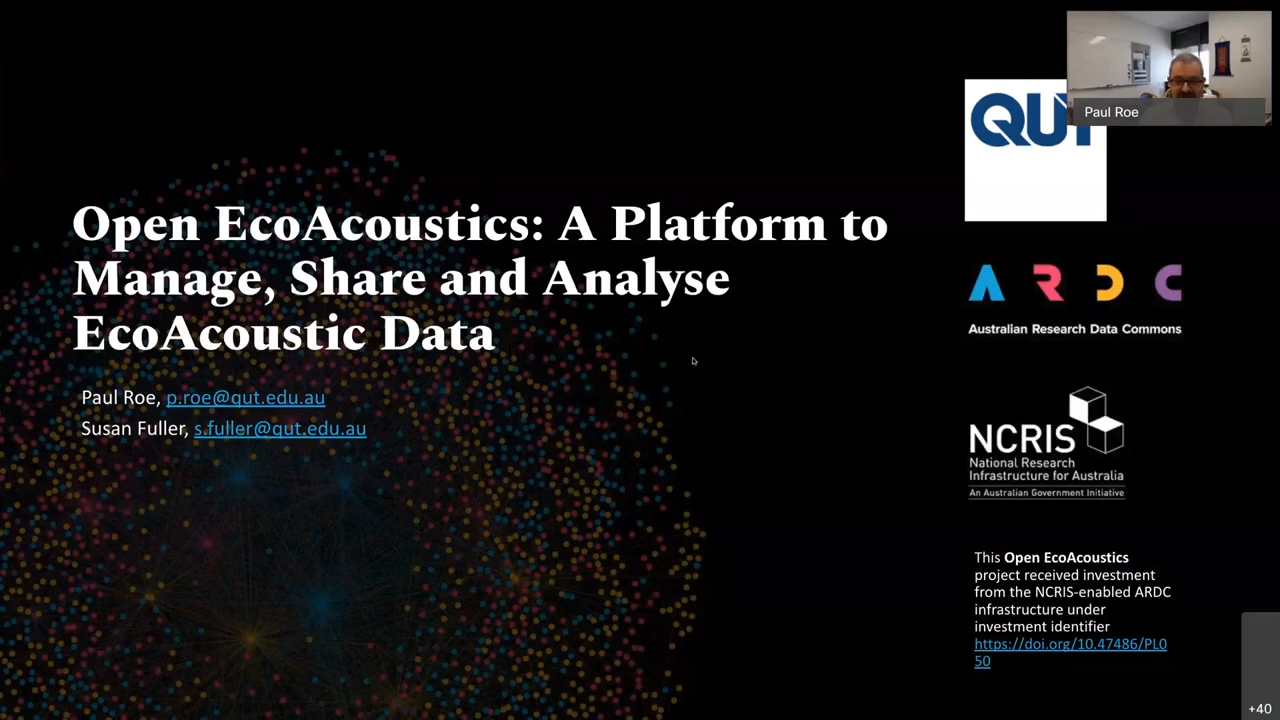 Open EcoAcoustics: A Platform to
Manage, Share and Analyse
EcoAcoustic Data
Paul Roe, p.roe@qut.edu.au
Susan Fuller, s.fuller@qut.edu.au
Paul Roe
QUT
ARDC
Australian Research Data Commons
NCRIS
National Research
Infrastructure for Australia
An Australian Government Initiative
This Open EcoAcoustics
project received investment
from the NCRIS-enabled ARDC
infrastructure under
investment identifier
https://doi.org/10.47486/PL0
50
+40